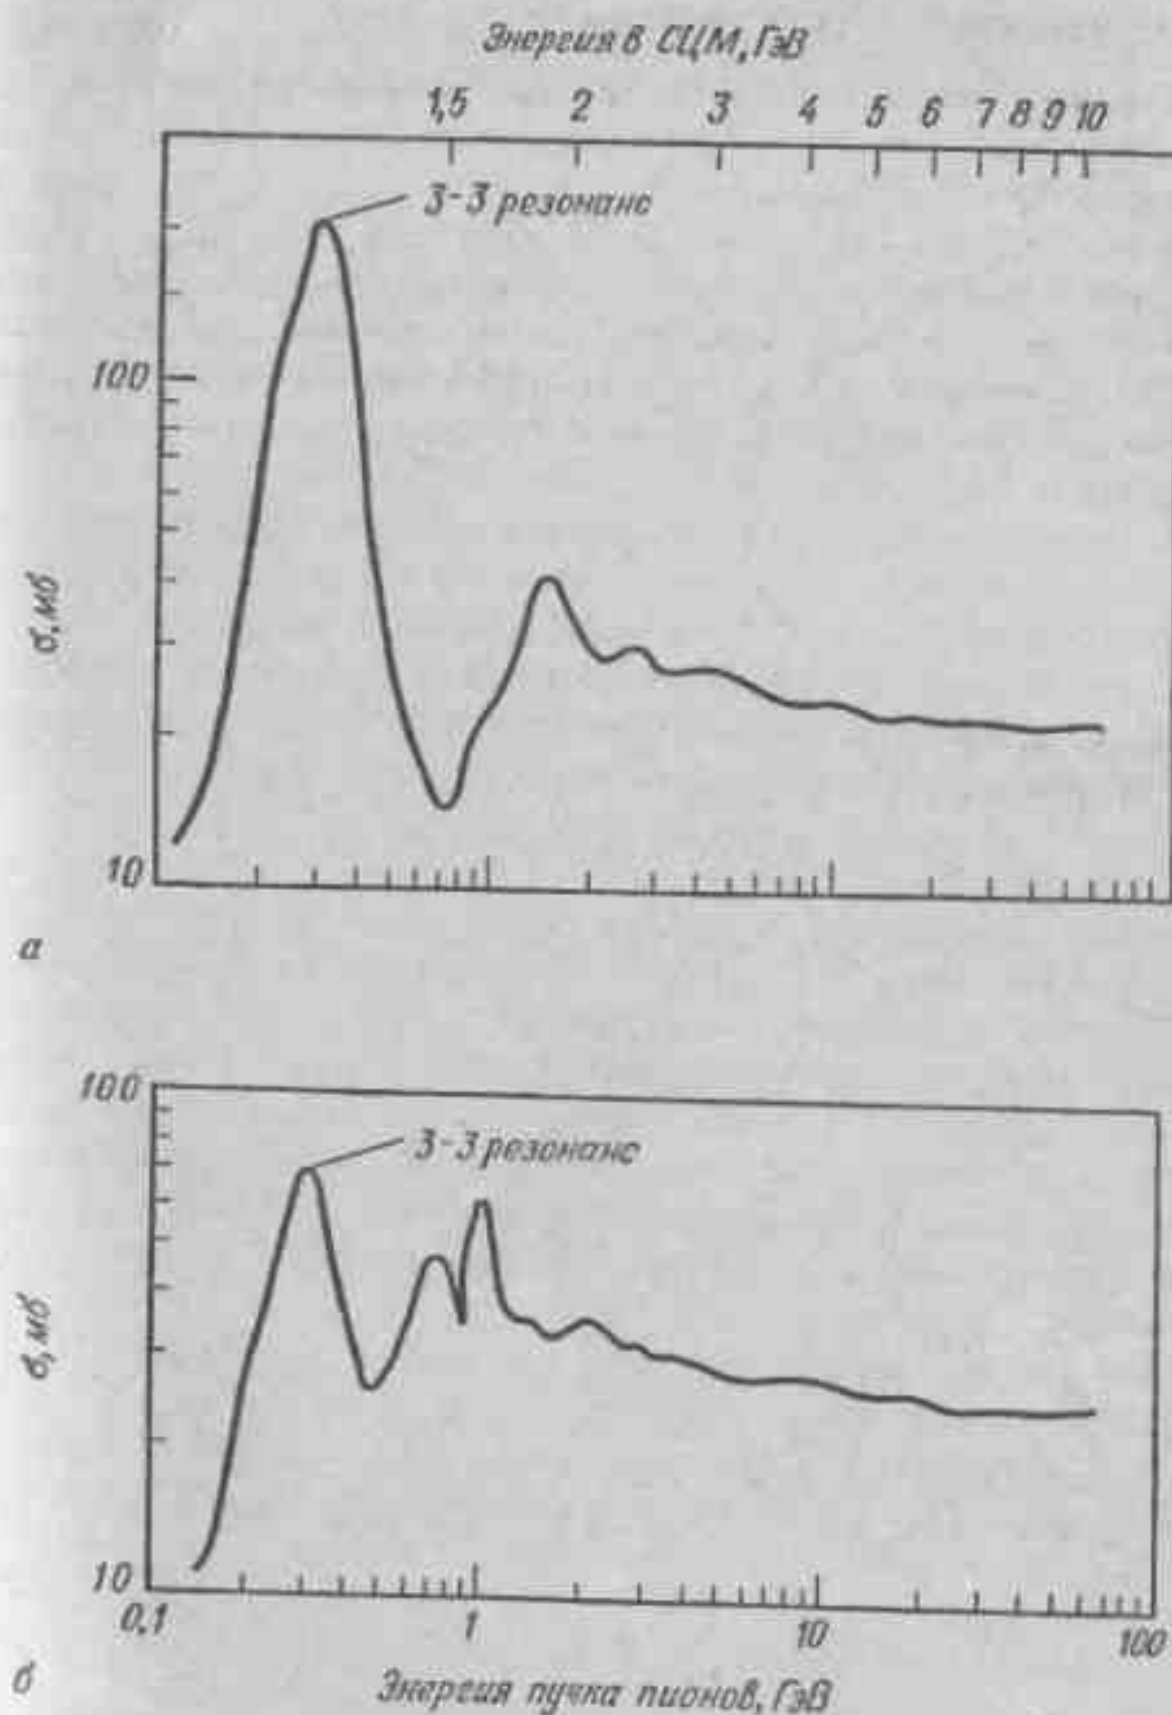 Энергия в СЦМ, ГэВ
1,5 2 3 4 5 6 7 8 9 10
3-3 резонанс
100
σ, мб
10
а
100
3-3 резонанс
σ, мб
10
0,1 1 10 100
б
Энергия пучка пионов, ГэВ